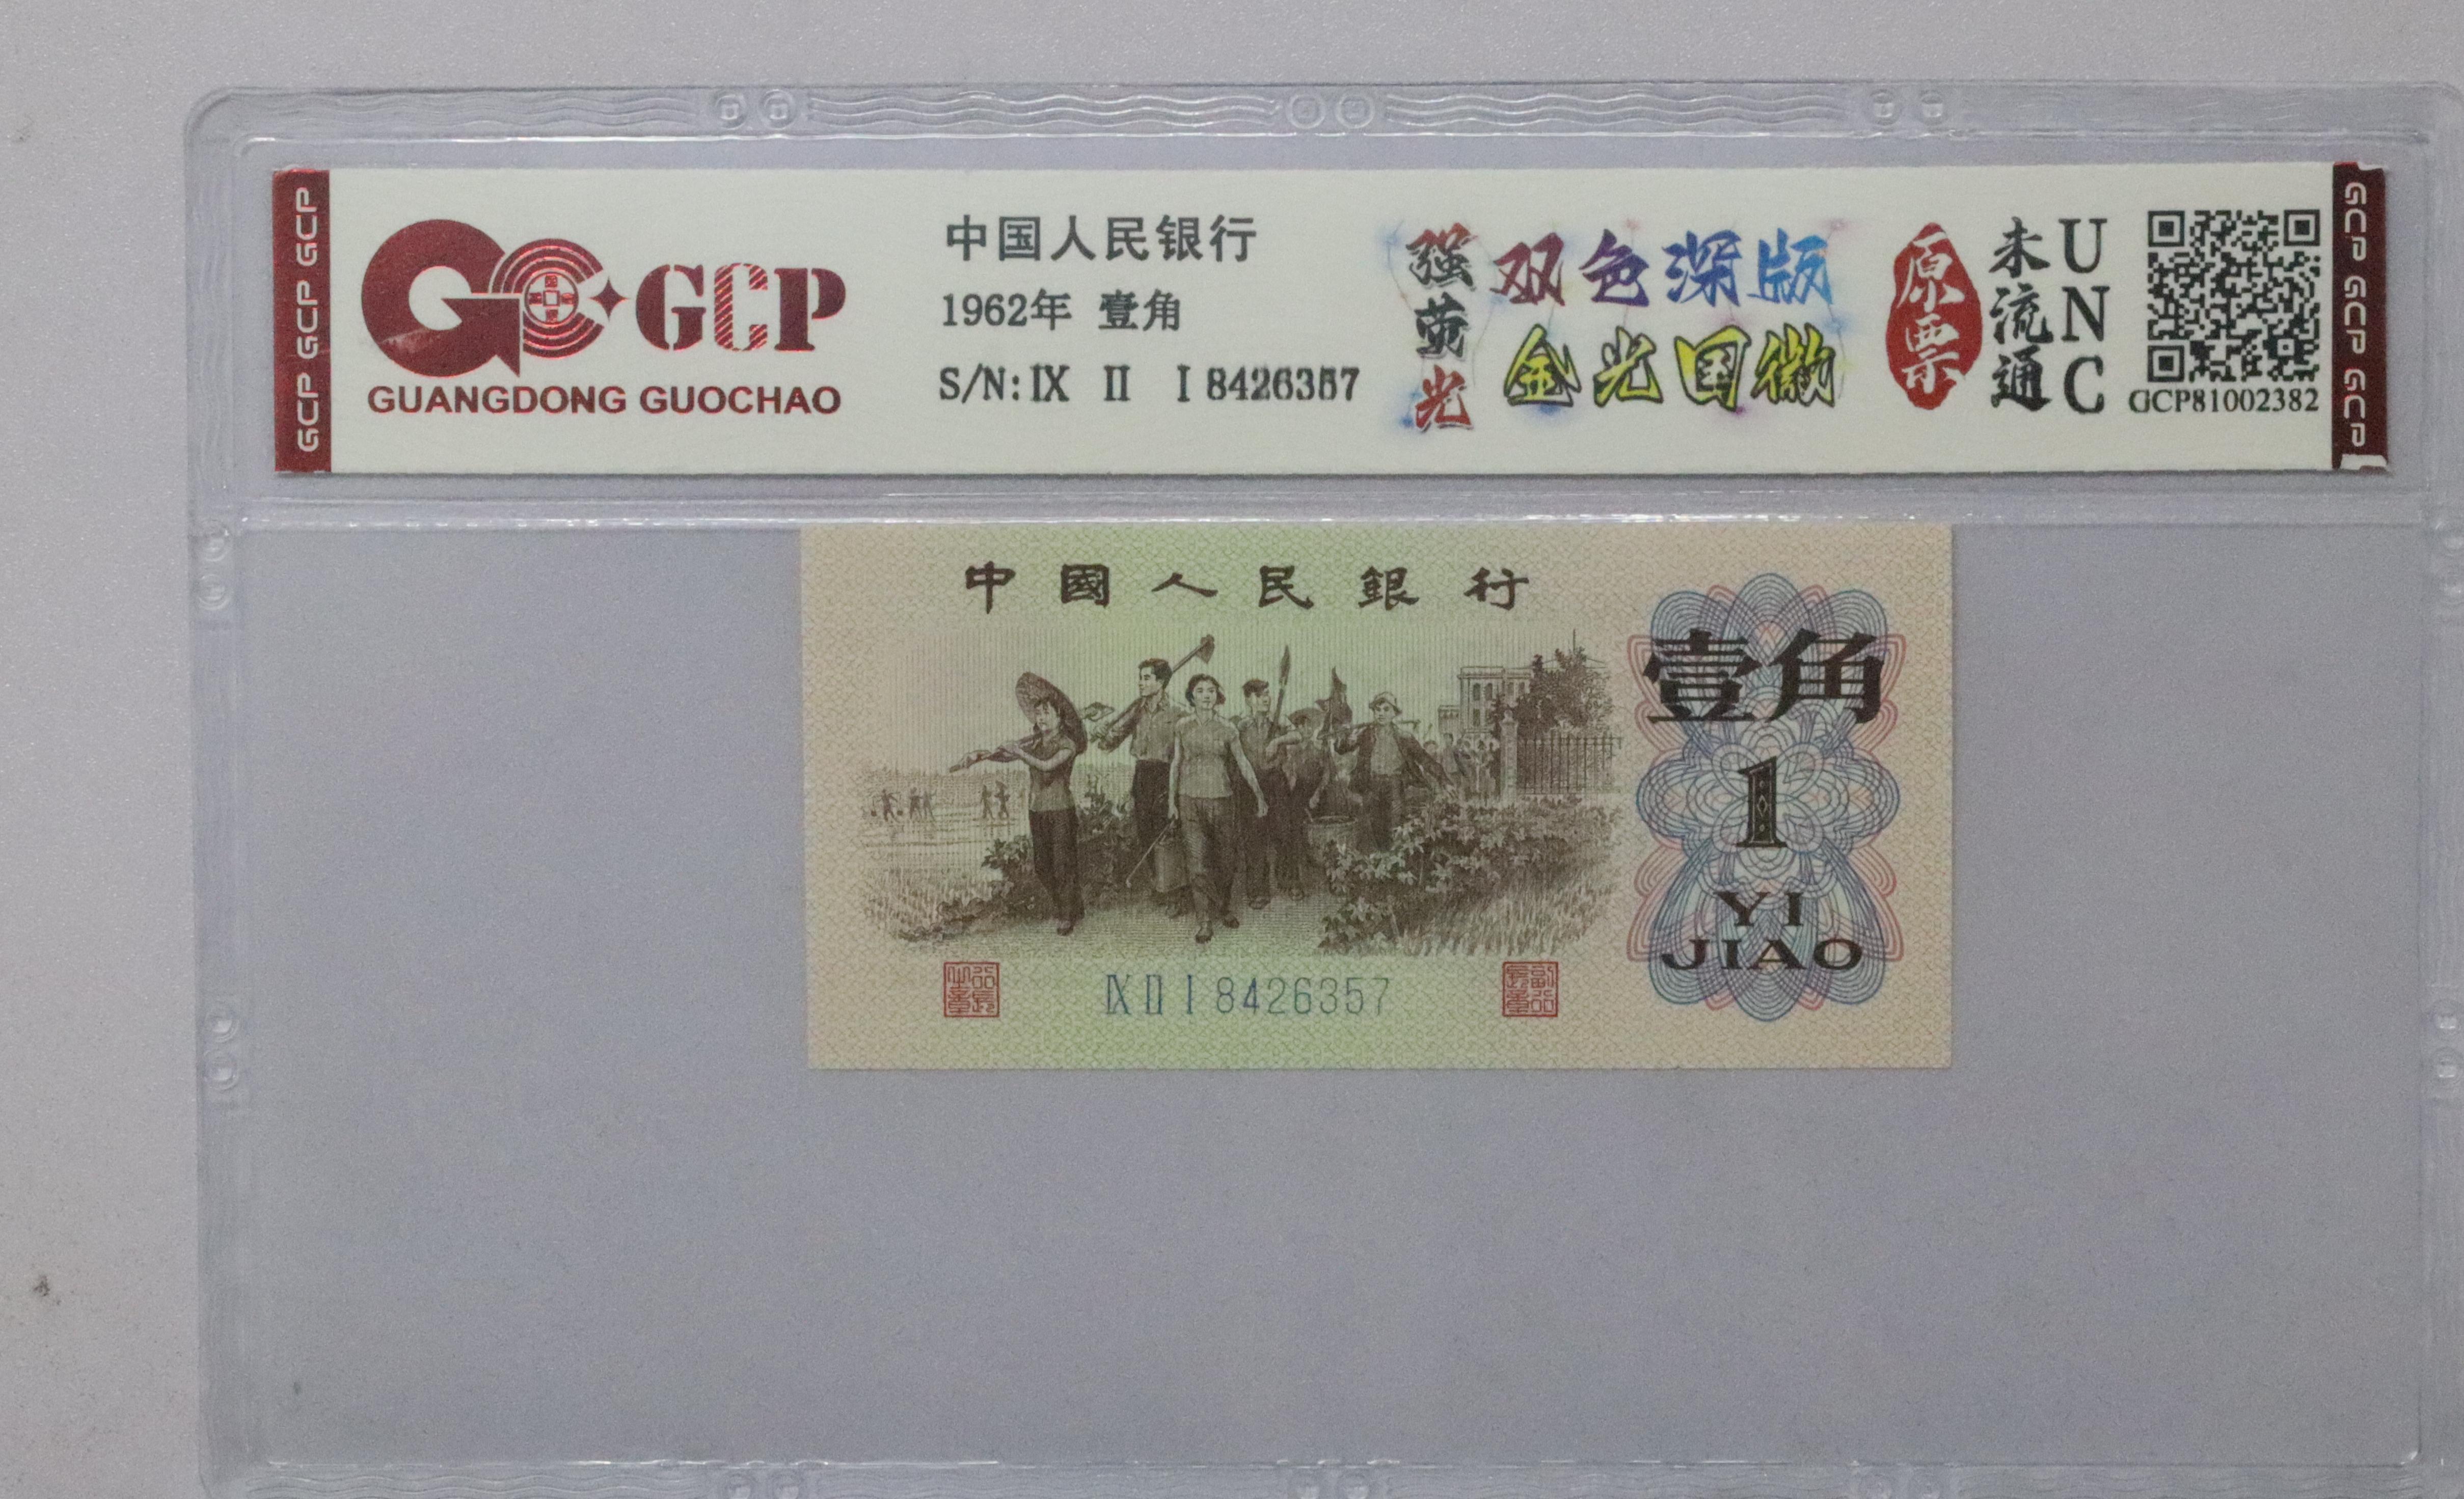 GCP GCP GCP
GCP
GUANGDONG GUOCHAO
中国人民银行
1962年 壹角
S/N: IX II I 8426357
强荧光
双色深版
金光国徽
原票
未流通
UNC
GCP81002382
GCP GCP GCP
中國人民銀行
壹角
1
YI
JIAO
IX II I 8426357